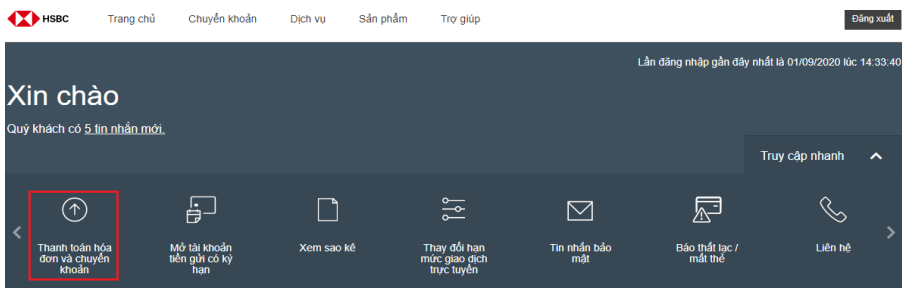 HSBC Trang chủ Chuyển khoản Dịch vụ Sản phẩm Trợ giúp Đăng xuất
Lần đăng nhập gần đây nhất là 01/09/2020 lúc 14:33:40
Xin chào
Quý khách có 5 tin nhắn mới.
Truy cập nhanh
Thanh toán hóa
đơn và chuyển
khoản
Mở tài khoản
tiền gửi có kỳ
hạn
Xem sao kê
Thay đổi hạn
mức giao dịch
trực tuyến
Tin nhắn bảo
mật
Báo thất lạc /
mất thẻ
Liên hệ